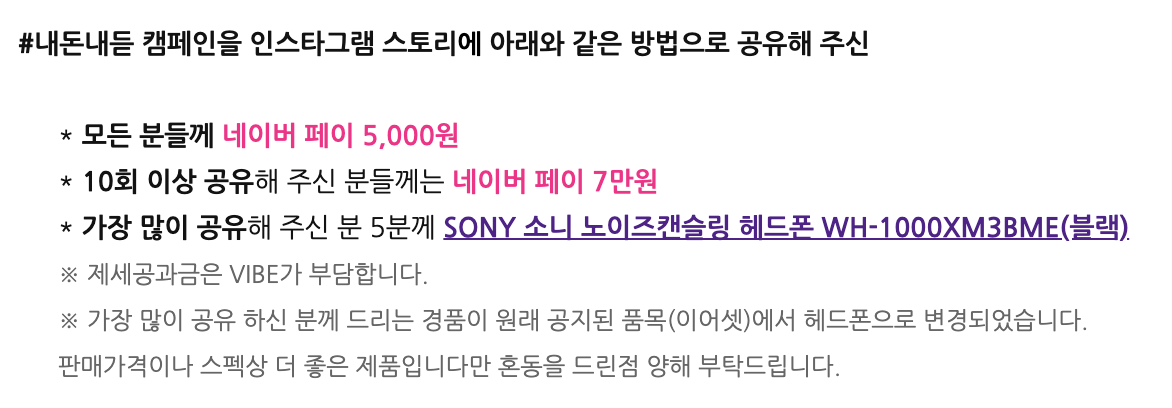 #내돈내듣 캠페인을 인스타그램 스토리에 아래와 같은 방법으로 공유해 주신
* 모든 분들께 네이버 페이 5,000원
* 10회 이상 공유해 주신 분들께는 네이버 페이 7만원
* 가장 많이 공유해 주신 분 5분께 SONY 소니 노이즈캔슬링 헤드폰 WH-1000XM3BME(블랙)
※ 제세공과금은 VIBE가 부담합니다.
※ 가장 많이 공유 하신 분께 드리는 경품이 원래 공지된 품목(이어셋)에서 헤드폰으로 변경되었습니다.
판매가격이나 스펙상 더 좋은 제품입니다만 혼동을 드린점 양해 부탁드립니다.